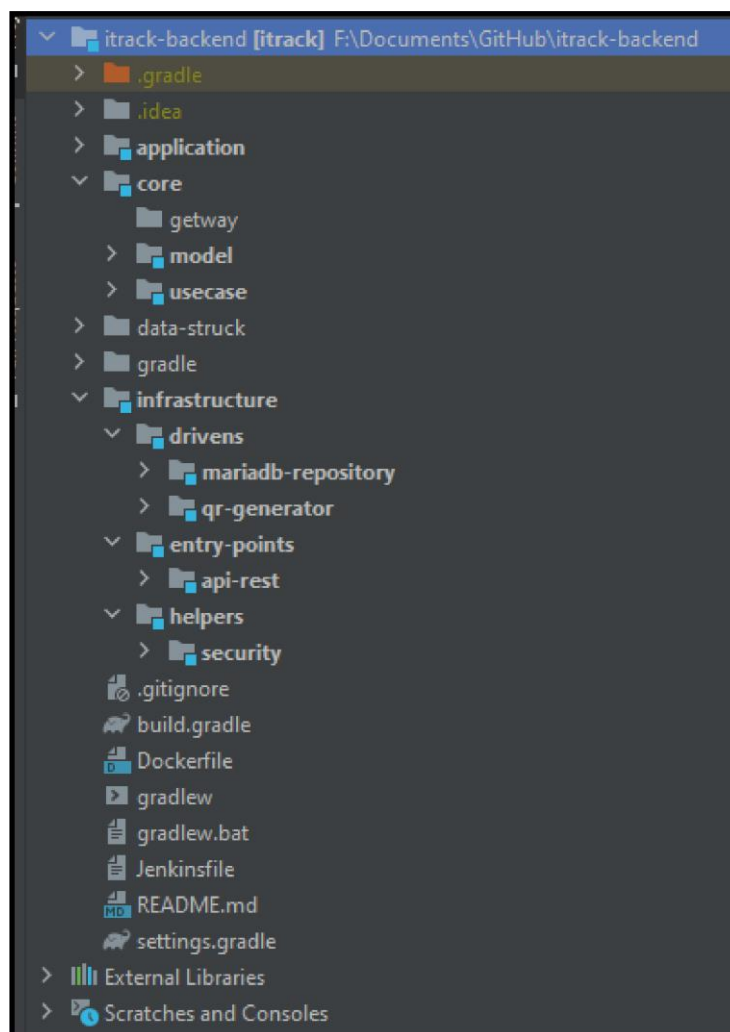 itrack-backend [itrack] F:\Documents\GitHub\itrack-backend
.gradle
.idea
application
core
getway
model
usecase
data-struck
gradle
infrastructure
drivens
mariadb-repository
qr-generator
entry-points
api-rest
helpers
security
.gitignore
build.gradle
D Dockerfile
gradlew
gradlew.bat
Jenkinsfile
MD README.md
settings.gradle
External Libraries
Scratches and Consoles